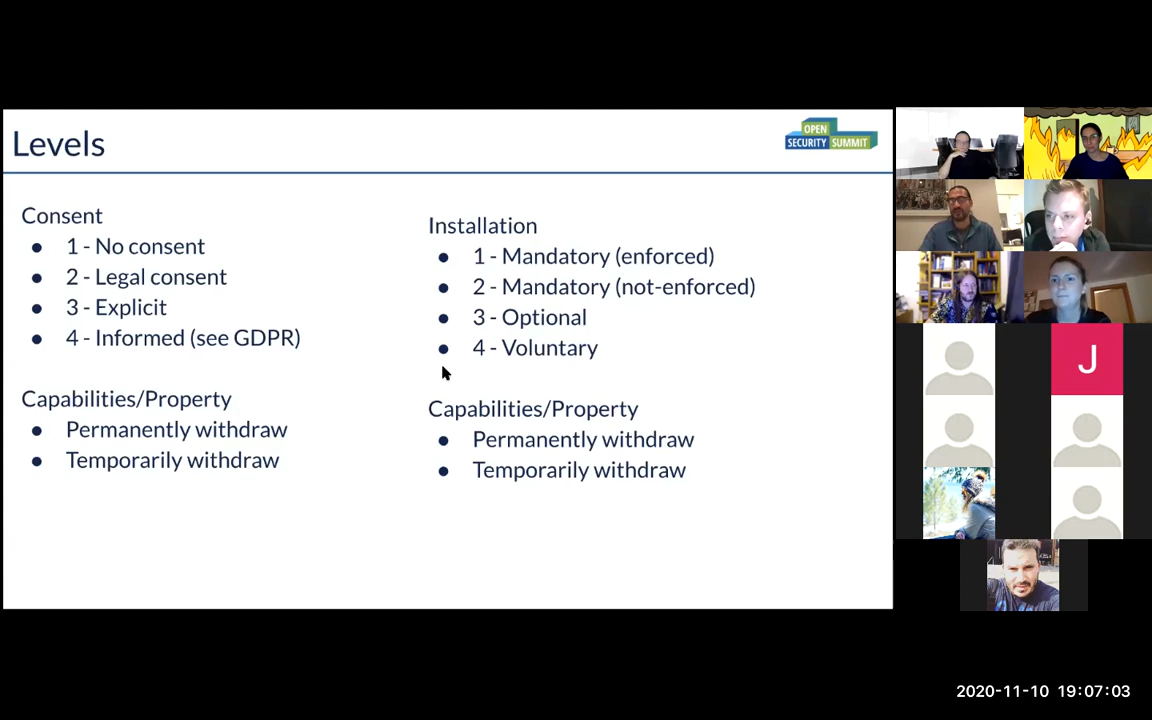 Levels
OPEN
SECURITY SUMMIT
Consent
● 1 - No consent
● 2 - Legal consent
● 3 - Explicit
● 4 - Informed (see GDPR)
Capabilities/Property
● Permanently withdraw
● Temporarily withdraw
Installation
● 1 - Mandatory (enforced)
● 2 - Mandatory (not-enforced)
● 3 - Optional
● 4 - Voluntary
Capabilities/Property
● Permanently withdraw
● Temporarily withdraw
J
2020-11-10 19:07:03